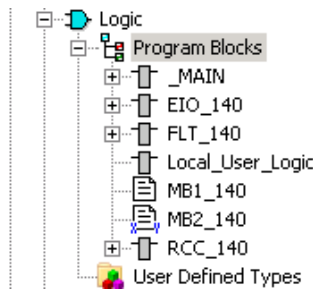 Logic
Program Blocks
_MAIN
EIO_140
FLT_140
Local_User_Logic
MB1_140
MB2_140
RCC_140
User Defined Types